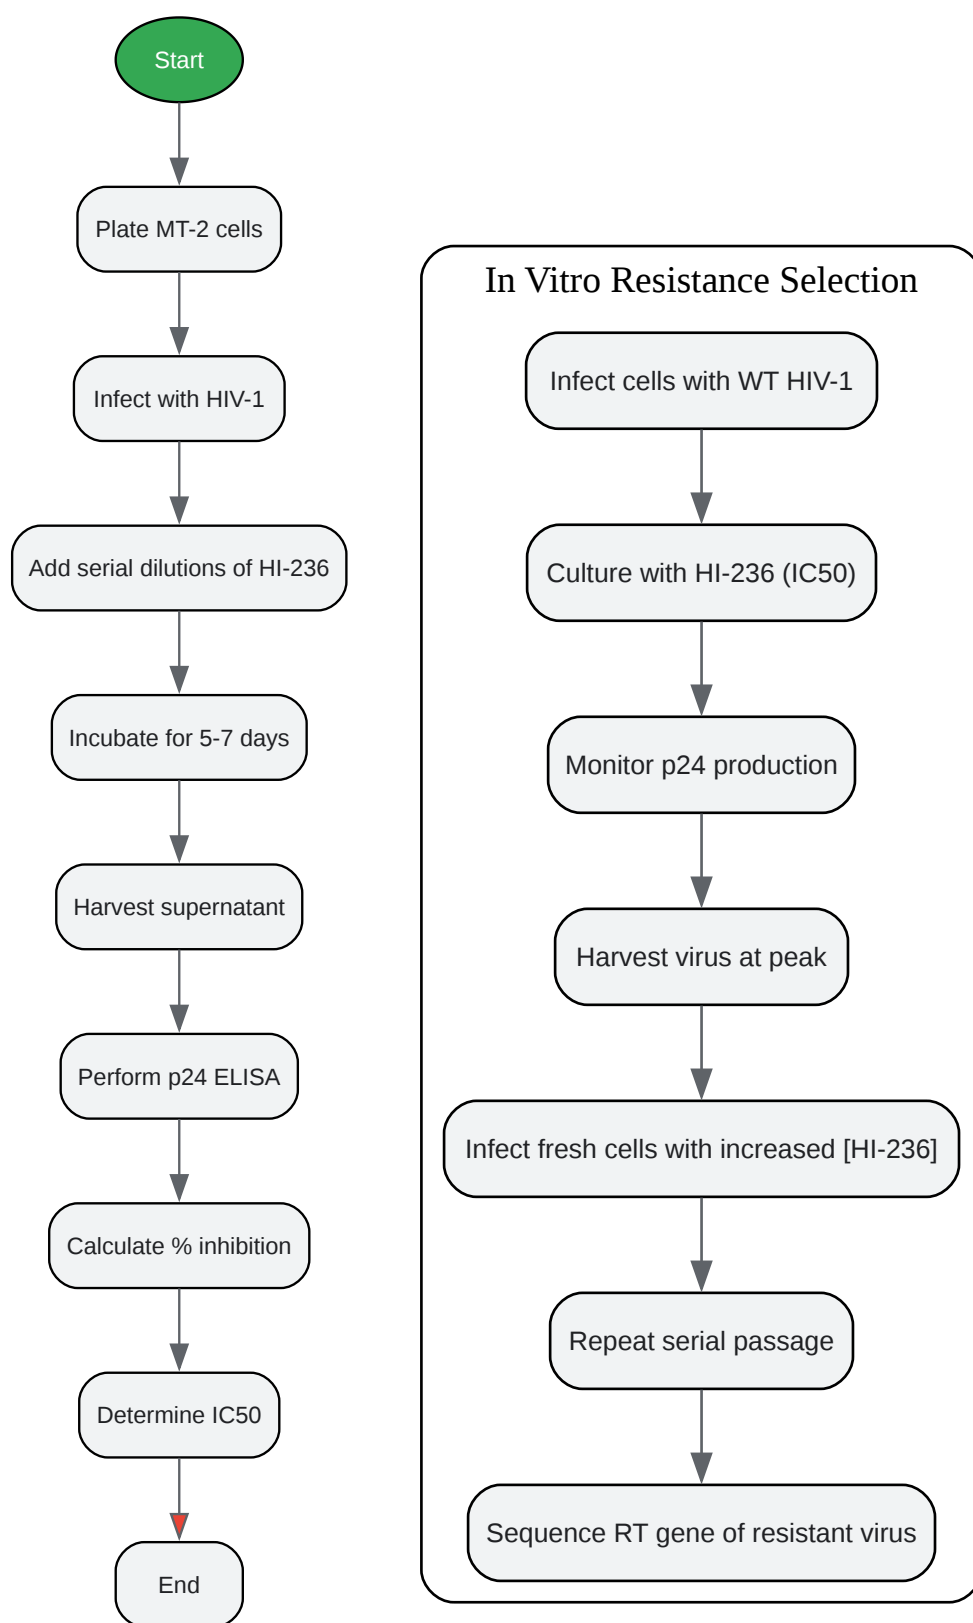 Start
Plate MT-2 cells
Infect with HIV-1
Add serial dilutions of HI-236
Incubate for 5-7 days
Harvest supernatant
Perform p24 ELISA
Calculate % inhibition
Determine IC50
End
In Vitro Resistance Selection
Infect cells with WT HIV-1
Culture with HI-236 (IC50)
Monitor p24 production
Harvest virus at peak
Infect fresh cells with increased [HI-236]
Repeat serial passage
Sequence RT gene of resistant virus